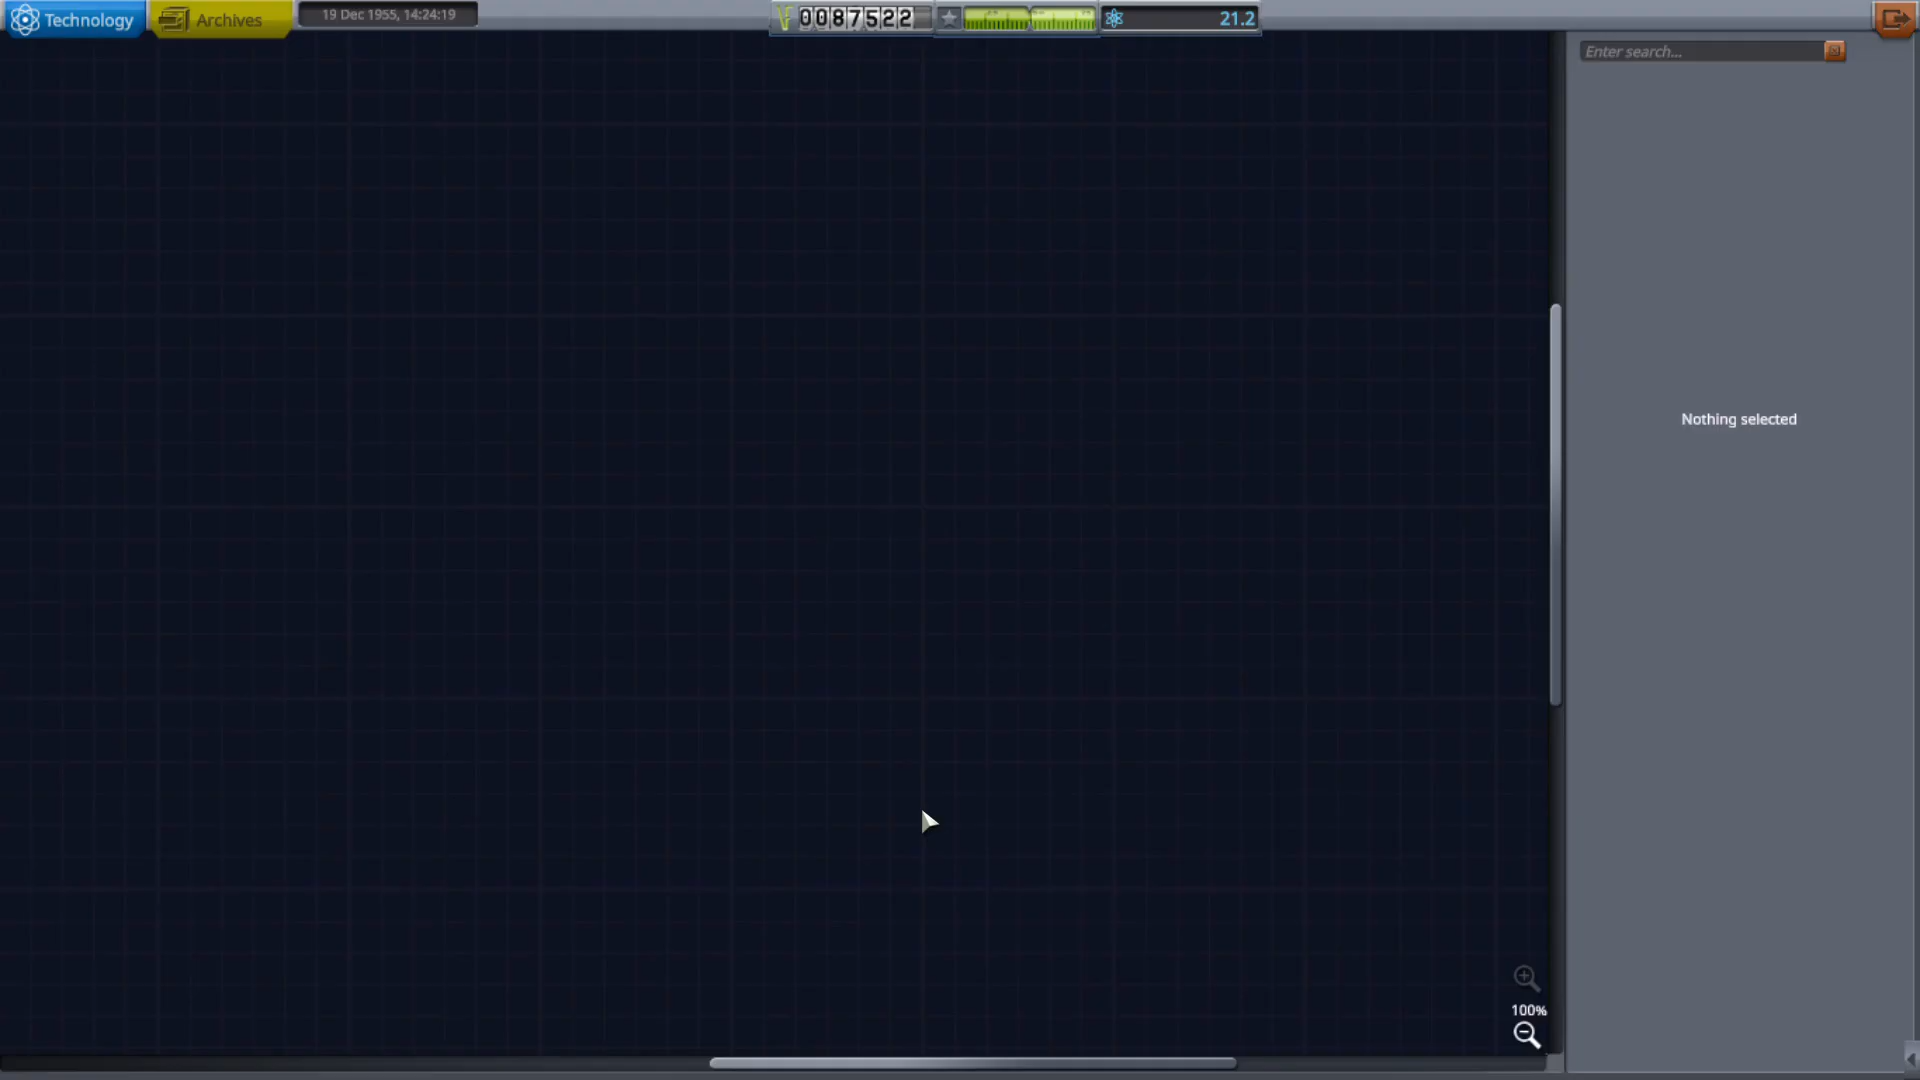 Technology
Archives
19 Dec 1955, 14:24:19
0087522
21.2
Enter search...
Nothing selected
100%